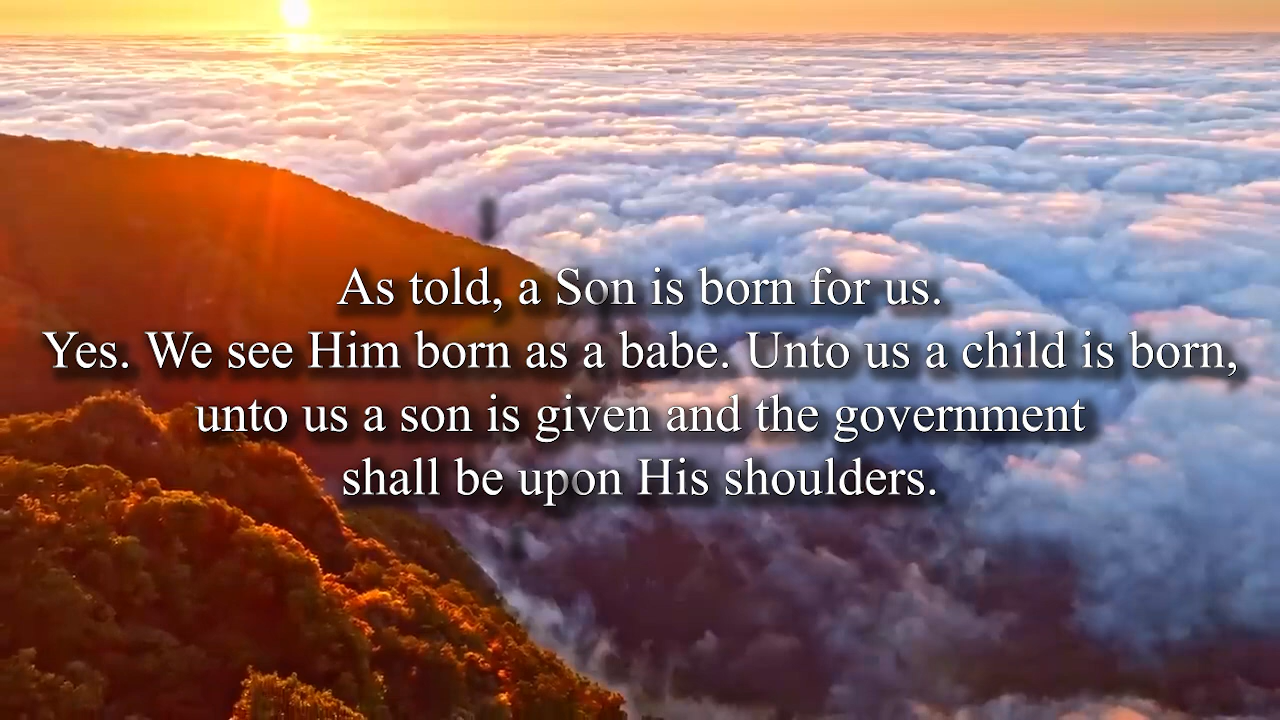 As told, a Son is born for us.
Yes. We see Him born as a babe. Unto us a child is born,
unto us a son is given and the government
shall be upon His shoulders.